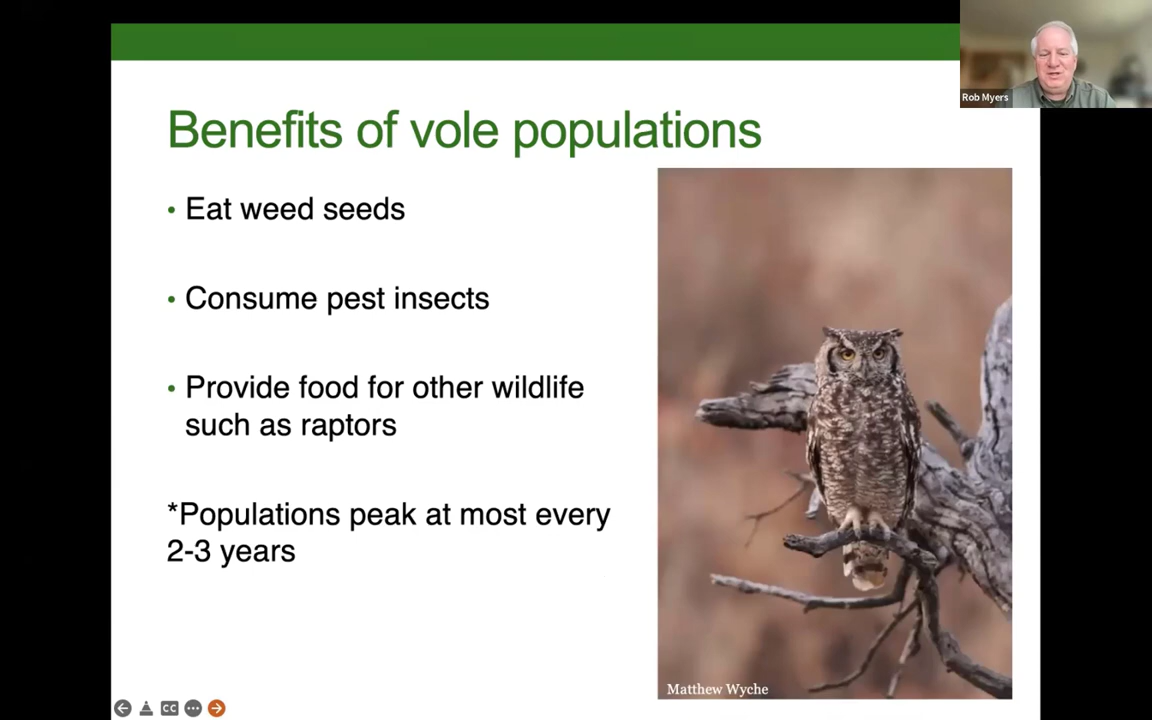 Rob Myers
Benefits of vole populations
• Eat weed seeds
• Consume pest insects
• Provide food for other wildlife
such as raptors
*Populations peak at most every
2-3 years
Matthew Wyche
CC